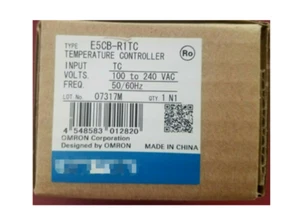 TYPE E5CB-R1TC
Ro
TEMPERATURE CONTROLLER
INPUT TC
VOLTS 100 to 240 VAC
FREQ 50/60Hz
LOT No 07317M QTY 1 N1
4 548583 012820
OMRON Corporation
Designed by OMRON MADE IN CHINA